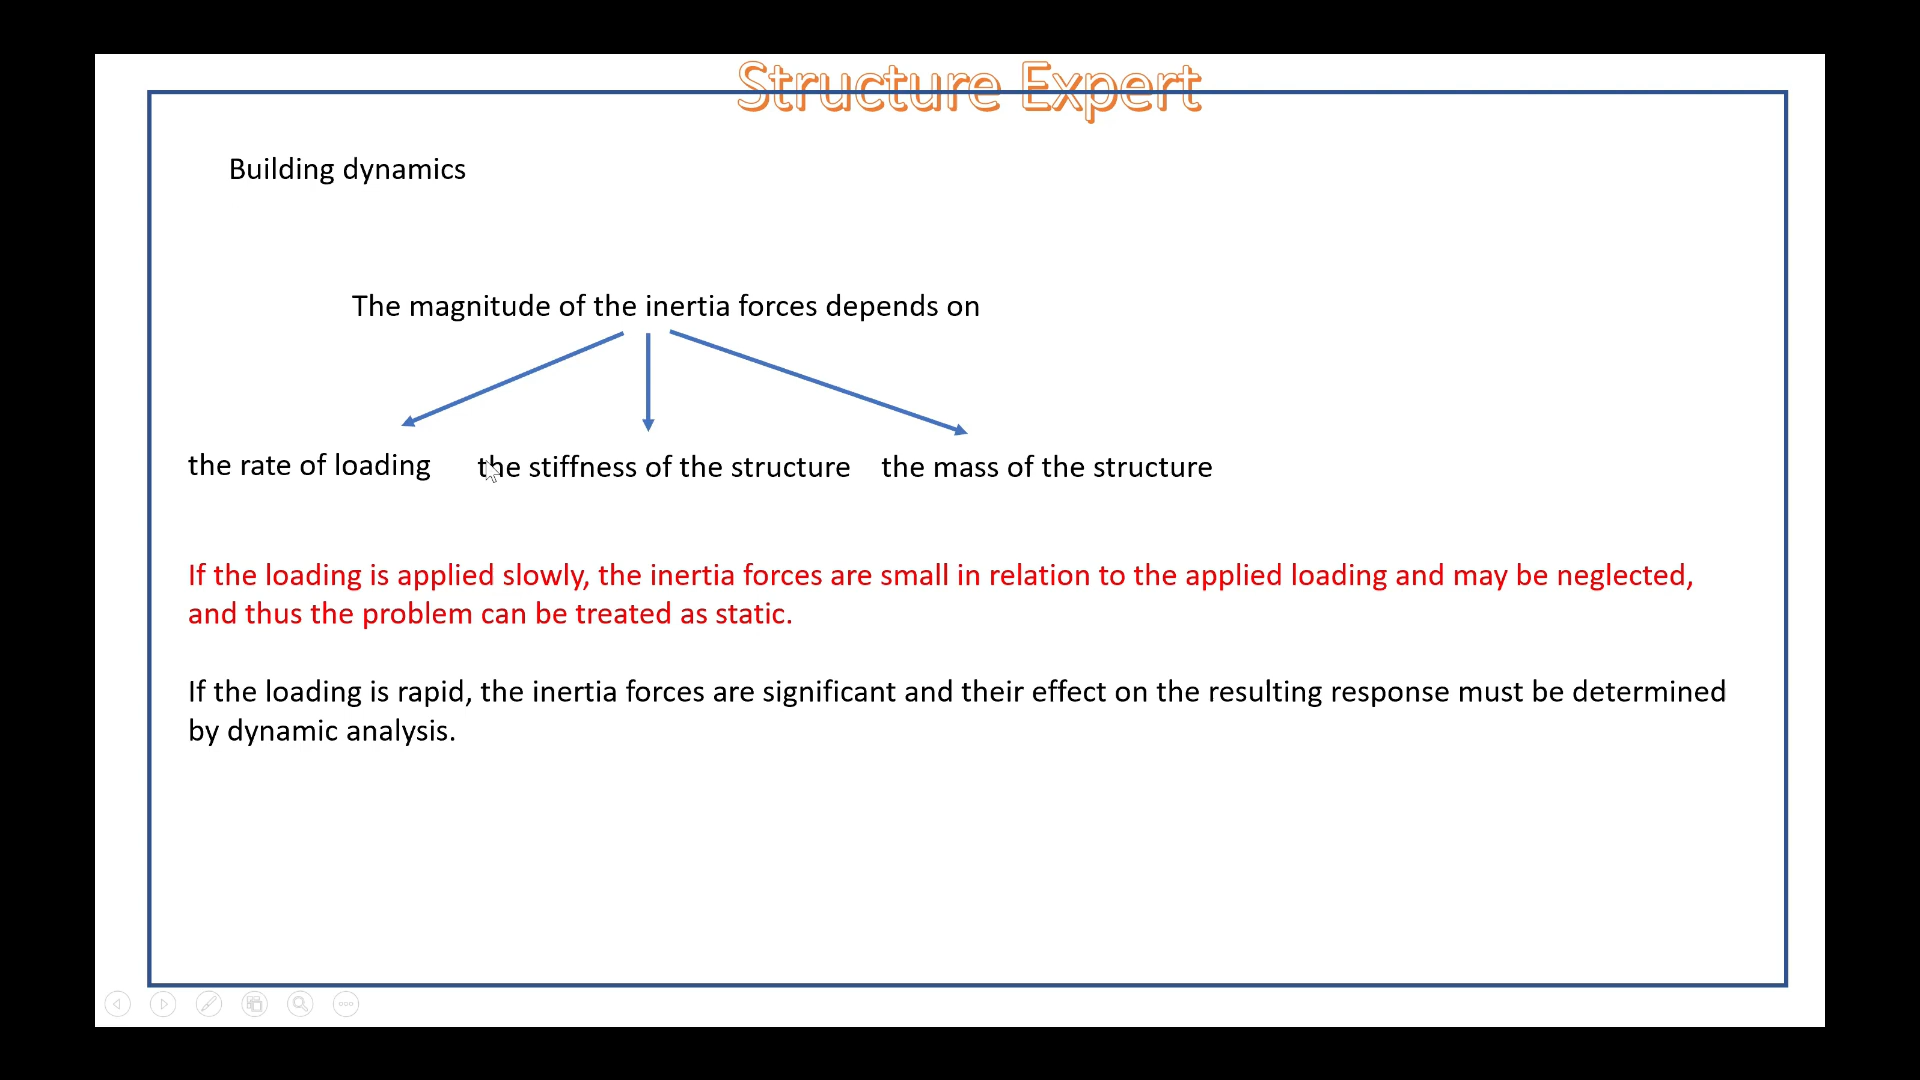 Structure Expert
Building dynamics
The magnitude of the inertia forces depends on
the rate of loading
the stiffness of the structure
the mass of the structure
If the loading is applied slowly, the inertia forces are small in relation to the applied loading and may be neglected,
and thus the problem can be treated as static.
If the loading is rapid, the inertia forces are significant and their effect on the resulting response must be determined
by dynamic analysis.